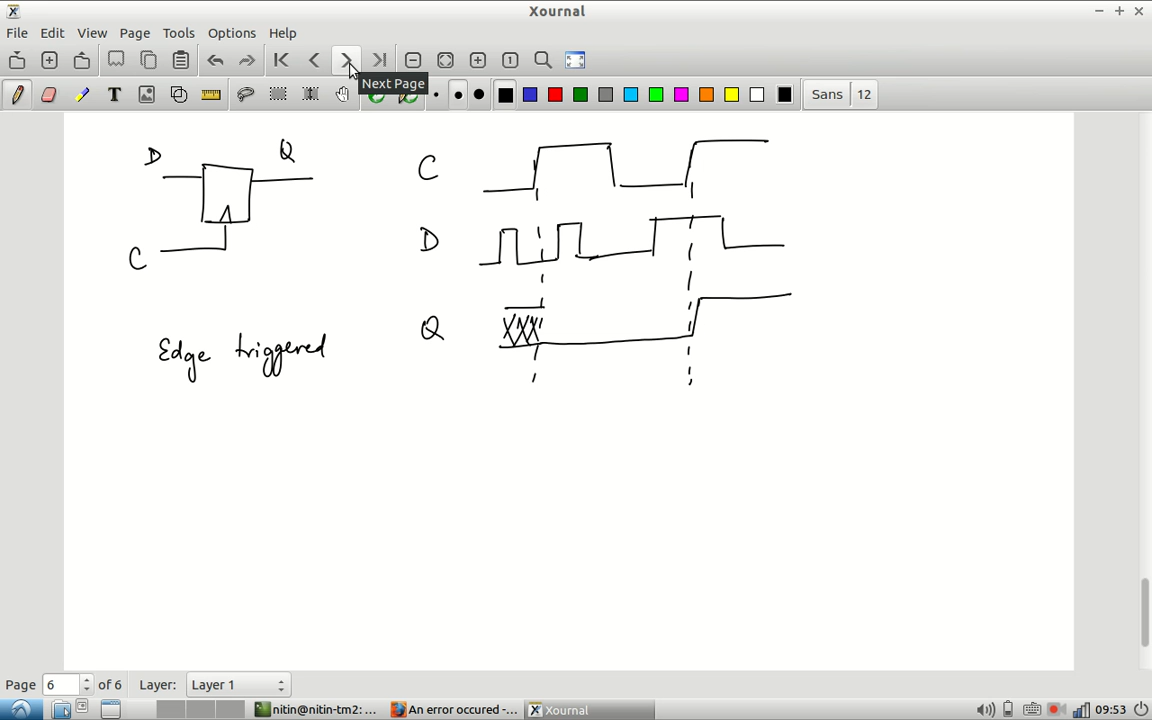 Xournal
File Edit View Page Tools Options Help
Next Page
Sans 12
D Q C
C
D
Q
Edge triggered
Page 6 of 6 Layer: Layer 1
nitin@nitin-tm2: ... An error occured -... Xournal 09:53